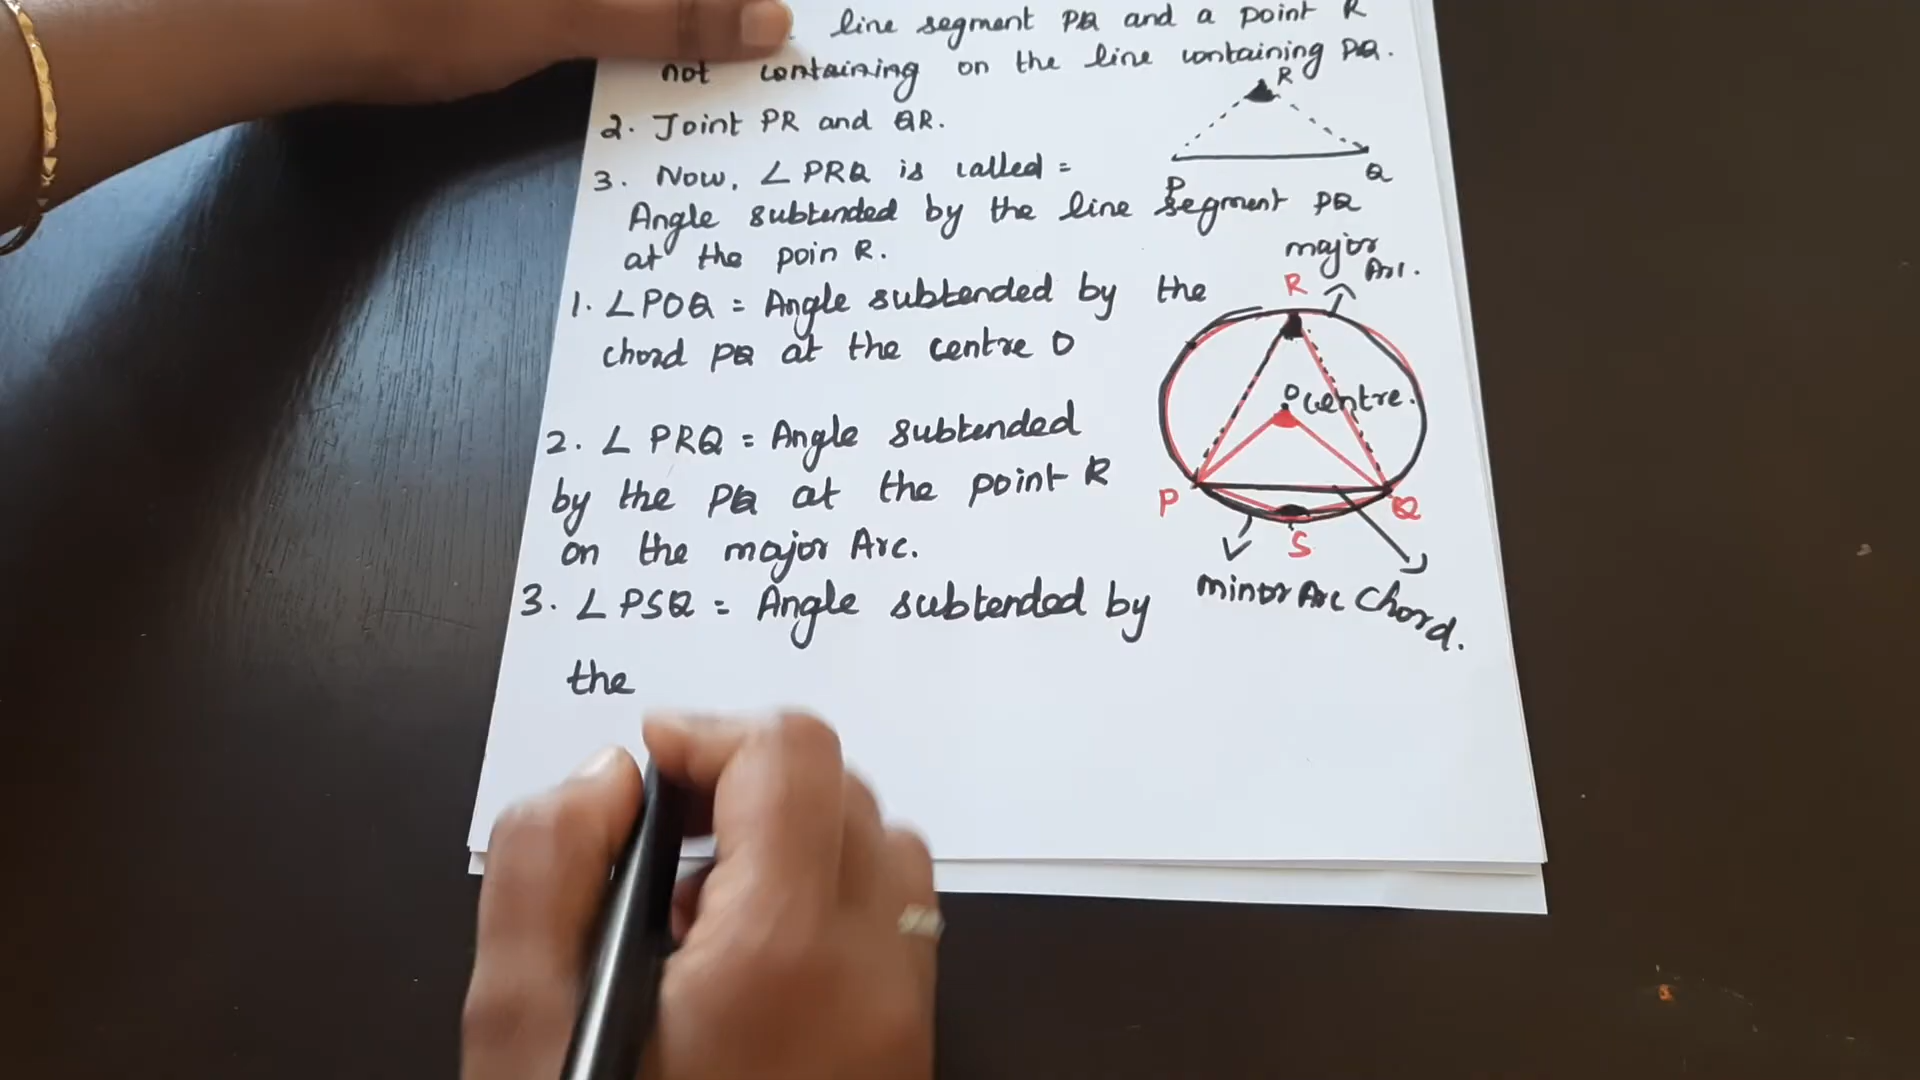 line segment PQ and a point R
not containing on the line containing PQ.
R
2. Joint PR and QR.
3. Now, ∠PRQ is called =
P
Q
Angle subtended by the line segment PQ
at the poin R.
major
Arc.
R
1. ∠POQ = Angle subtended by the
chord PQ at the centre O
O centre.
2. ∠ PRQ = Angle subtended
by the PQ at the point R
P
Q
on the major Arc.
S
3. ∠ PSQ = Angle subtended by
minor Arc
chord.
the